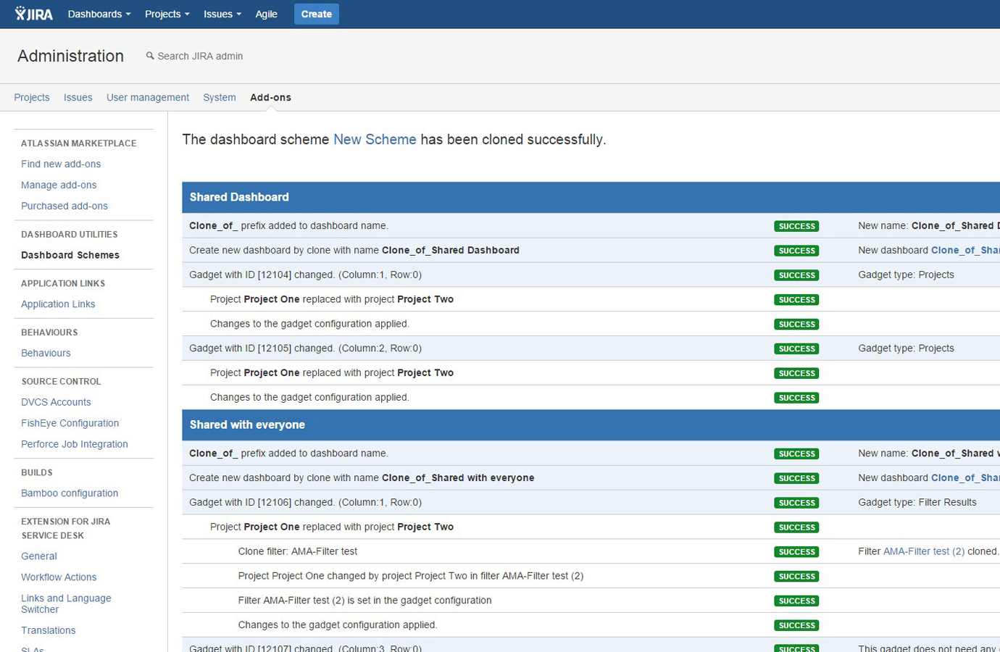 JIRA Dashboards Projects Issues Agile Create
Administration Search JIRA admin
Projects Issues User management System Add-ons
ATLASSIAN MARKETPLACE
Find new add-ons
Manage add-ons
Purchased add-ons
DASHBOARD UTILITIES
Dashboard Schemes
APPLICATION LINKS
Application Links
BEHAVIOURS
Behaviours
SOURCE CONTROL
DVCS Accounts
FishEye Configuration
Perforce Job Integration
BUILDS
Bamboo configuration
EXTENSION FOR JIRA
SERVICE DESK
General
Workflow Actions
Links and Language
Switcher
Translations
SLAs
The dashboard scheme New Scheme has been cloned successfully.
Shared Dashboard
Clone_of_ prefix added to dashboard name. SUCCESS New name: Clone_of_Shared
Create new dashboard by clone with name Clone_of_Shared Dashboard SUCCESS New dashboard Clone_of_Shar
Gadget with ID [12104] changed. (Column:1, Row:0) SUCCESS Gadget type: Projects
Project Project One replaced with project Project Two SUCCESS
Changes to the gadget configuration applied. SUCCESS
Gadget with ID [12105] changed. (Column:2, Row:0) SUCCESS Gadget type: Projects
Project Project One replaced with project Project Two SUCCESS
Changes to the gadget configuration applied. SUCCESS
Shared with everyone
Clone_of_ prefix added to dashboard name. SUCCESS New name: Clone_of_Shared
Create new dashboard by clone with name Clone_of_Shared with everyone SUCCESS New dashboard Clone_of_Shar
Gadget with ID [12106] changed. (Column:1, Row:0) SUCCESS Gadget type: Filter Results
Project Project One replaced with project Project Two SUCCESS
Clone filter: AMA-Filter test SUCCESS Filter AMA-Filter test (2) cloned.
Project Project One changed by project Project Two in filter AMA-Filter test (2) SUCCESS
Filter AMA-Filter test (2) is set in the gadget configuration SUCCESS
Changes to the gadget configuration applied. SUCCESS
Gadget with ID [12107] changed. (Column:3, Row:0) SUCCESS This gadget does not need any